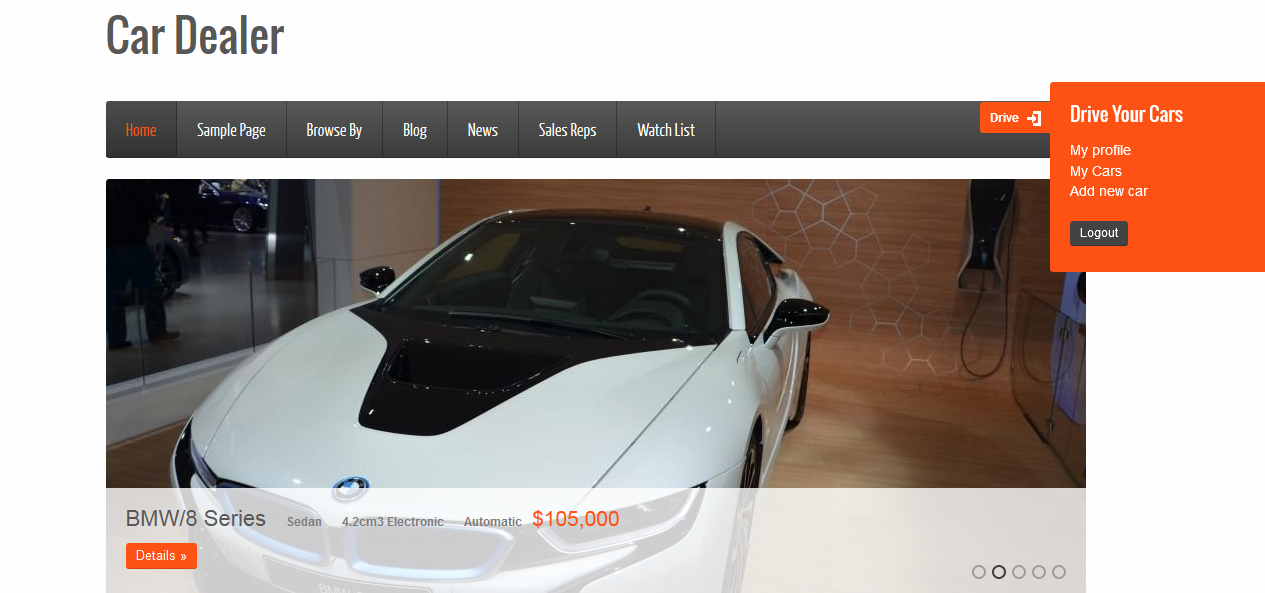 Car Dealer
Home Sample Page Browse By Blog News Sales Reps Watch List
Drive
Drive Your Cars
My profile
My Cars
Add new car
Logout
BMW/8 Series Sedan 4.2cm3 Electronic Automatic $105,000
Details »